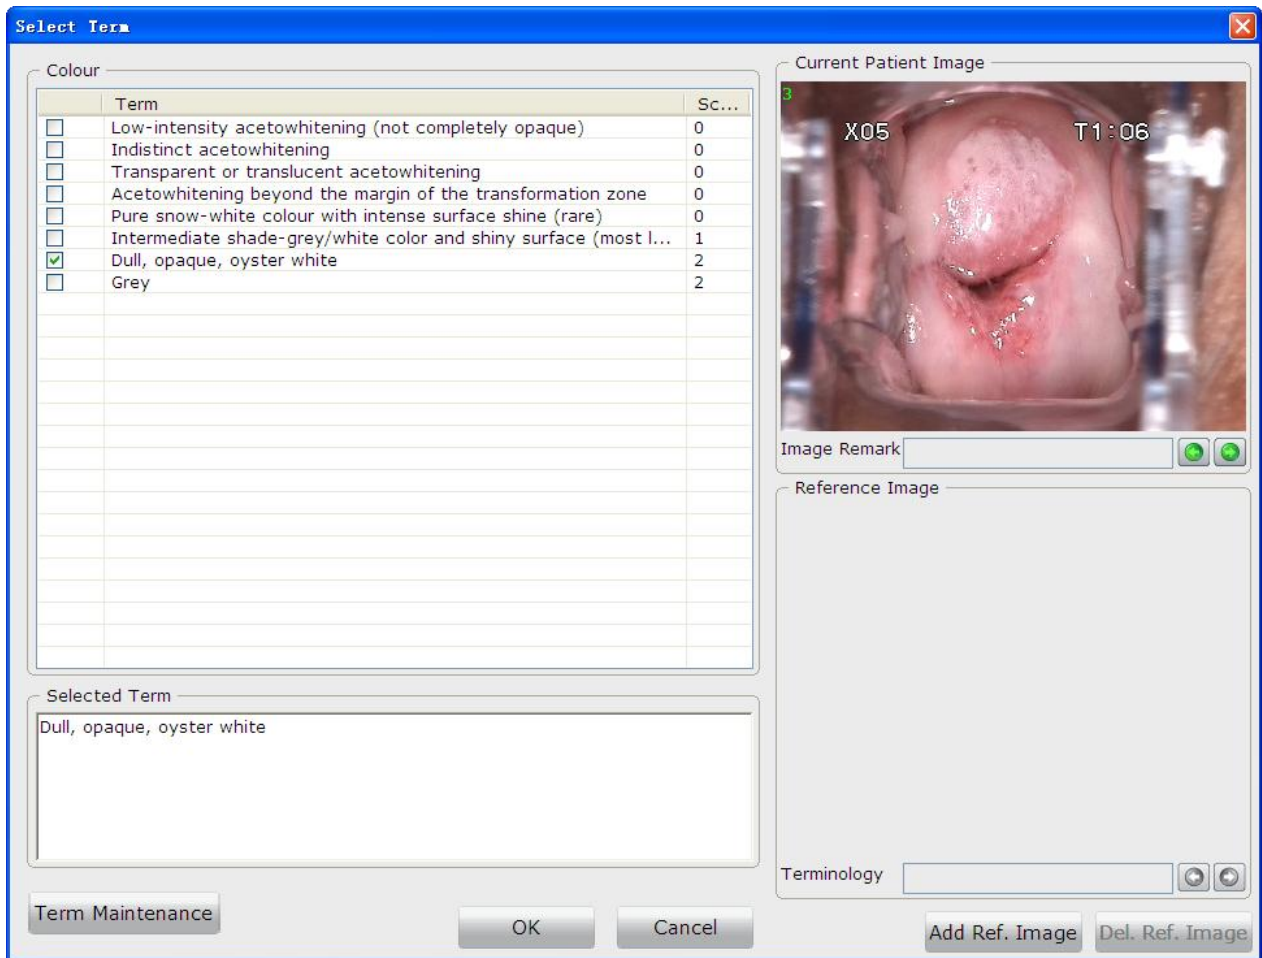 Select Term
Colour
Term Sc...
Low-intensity acetowhitening (not completely opaque) 0
Indistinct acetowhitening 0
Transparent or translucent acetowhitening 0
Acetowhitening beyond the margin of the transformation zone 0
Pure snow-white colour with intense surface shine (rare) 0
Intermediate shade-grey/white color and shiny surface (most l... 1
Dull, opaque, oyster white 2
Grey 2
Selected Term
Dull, opaque, oyster white
Term Maintenance
OK
Cancel
Current Patient Image
3
X05 T1:06
Image Remark
Reference Image
Terminology
Add Ref. Image
Del. Ref. Image